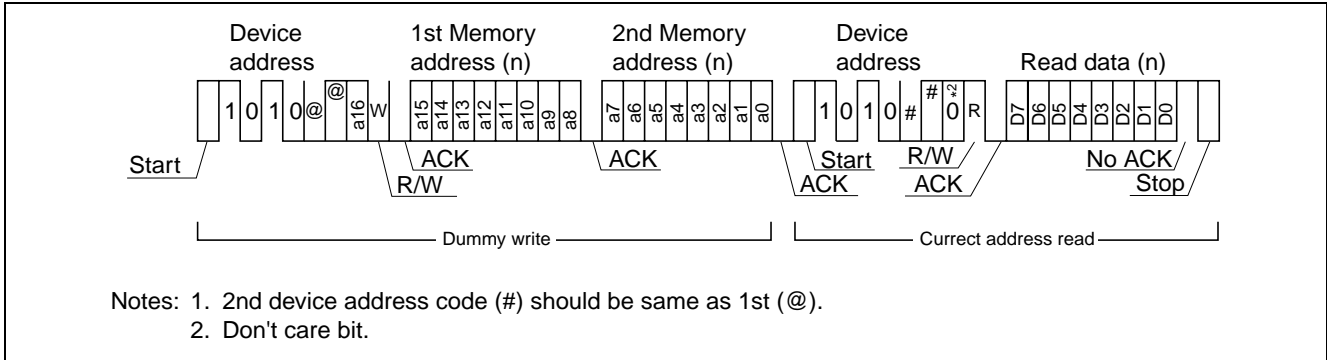 Device address
1st Memory address (n)
2nd Memory address (n)
Device address
Read data (n)
1 0 1 0 @ @ a16 W
a15 a14 a13 a12 a11 a10 a9 a8
a7 a6 a5 a4 a3 a2 a1 a0
1 0 1 0 # # 0 *2 R
D7 D6 D5 D4 D3 D2 D1 D0
Start
R/W
ACK
ACK
ACK
Start
R/W
ACK
No ACK
Stop
Dummy write
Currect address read
Notes: 1. 2nd device address code (#) should be same as 1st (@).
2. Don't care bit.